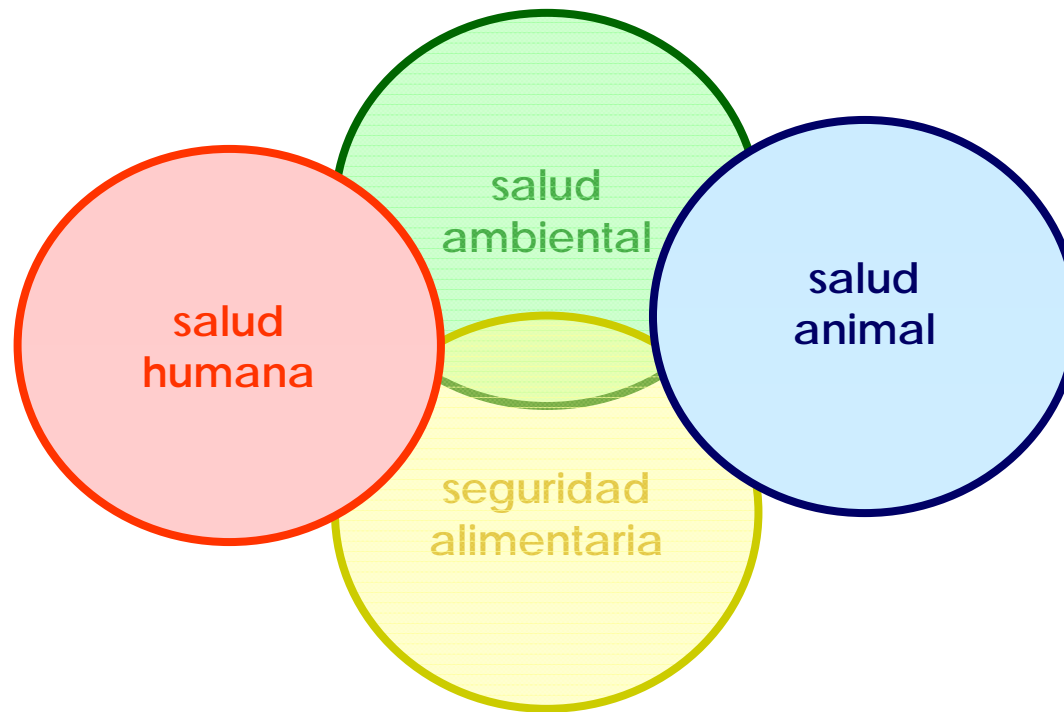 salud
ambiental
salud
humana
salud
animal
seguridad
alimentaria